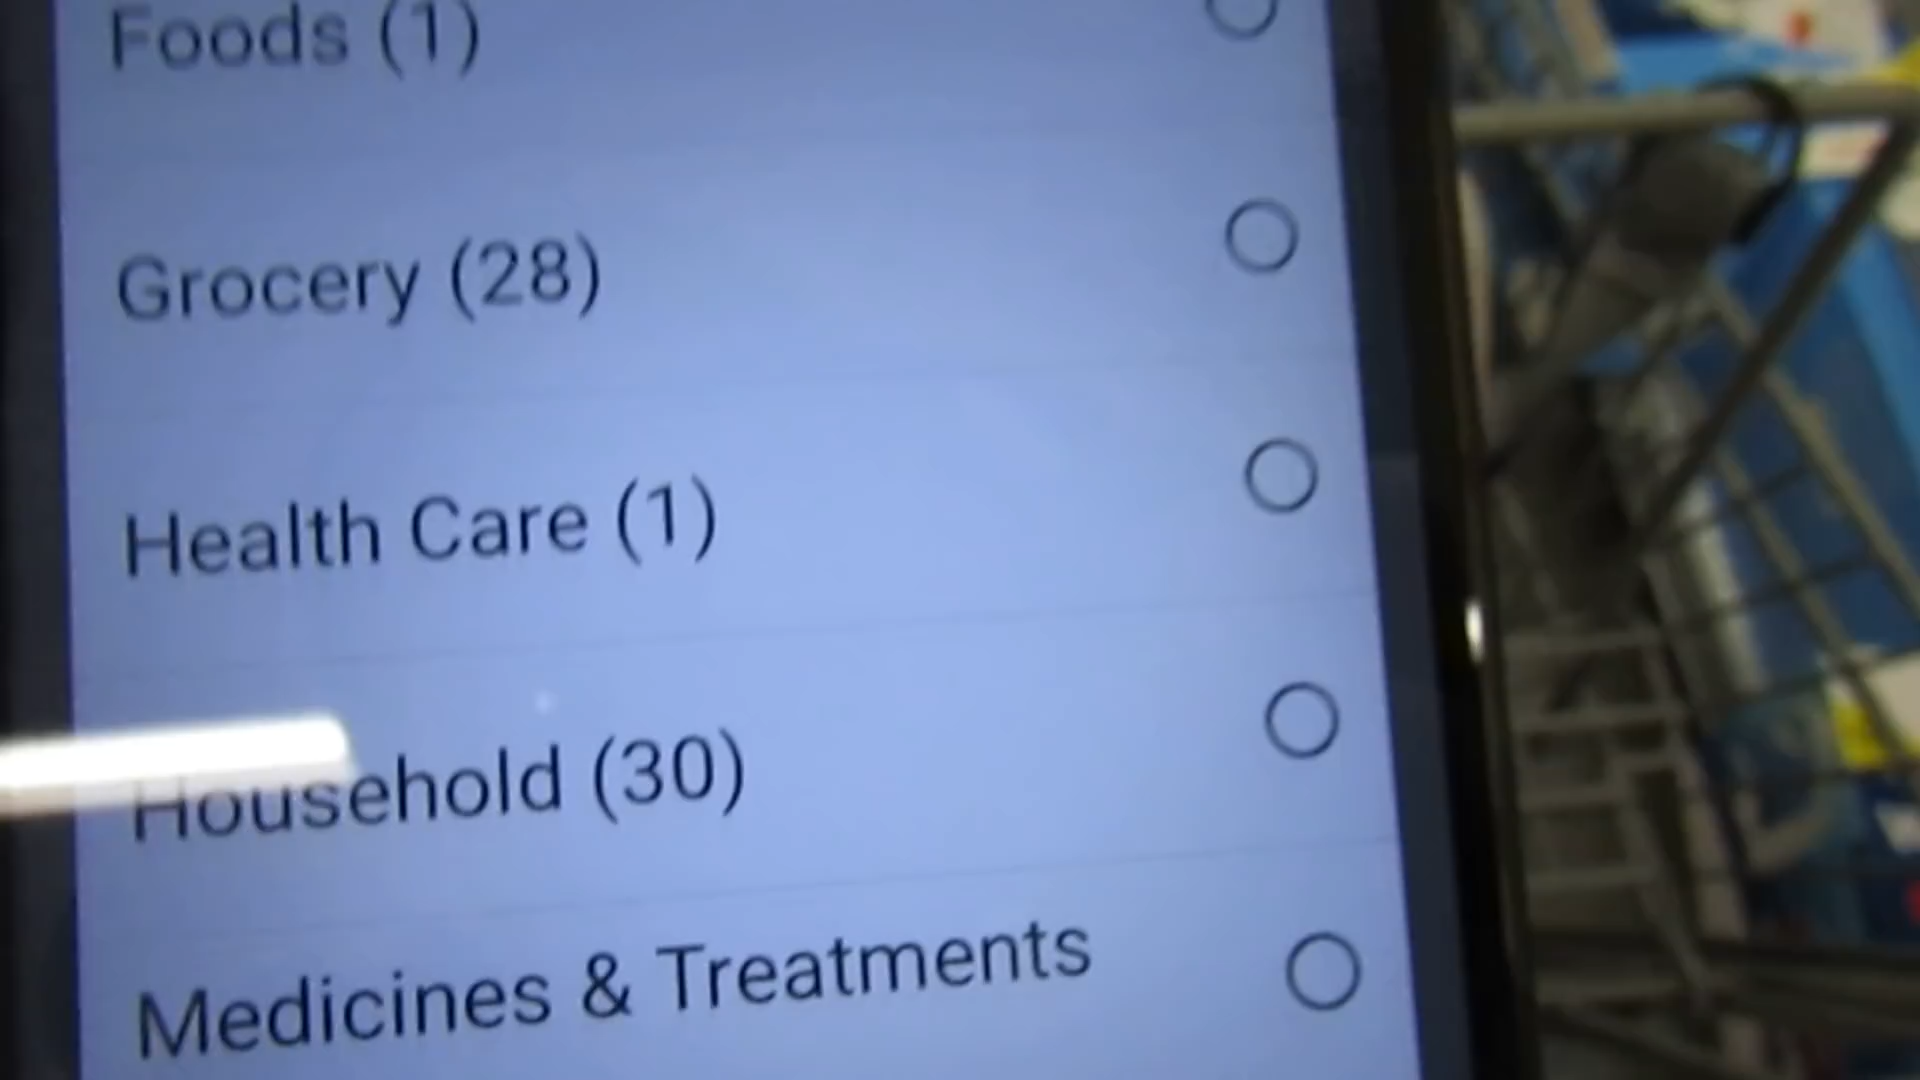 Foods (1)
Grocery (28)
Health Care (1)
Household (30)
Medicines & Treatments